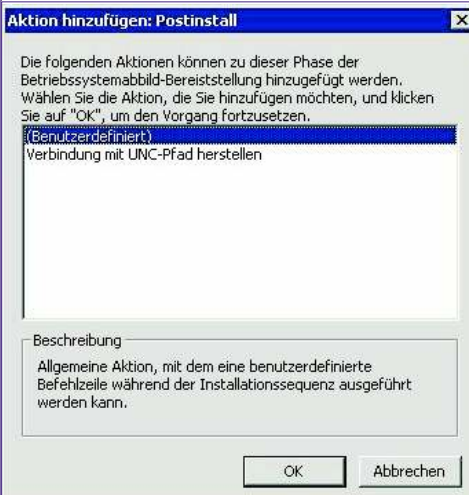 Aktion hinzufügen: Postinstall
Die folgenden Aktionen können zu dieser Phase der
Betriebssystemabbild-Bereiststellung hinzugefügt werden.
Wählen Sie die Aktion, die Sie hinzufügen möchten, und klicken
Sie auf "OK", um den Vorgang fortzusetzen.
(Benutzerdefiniert)
Verbindung mit UNC-Pfad herstellen
Beschreibung
Allgemeine Aktion, mit dem eine benutzerdefinierte
Befehlzeile während der Installationssequenz ausgeführt
werden kann.
OK
Abbrechen